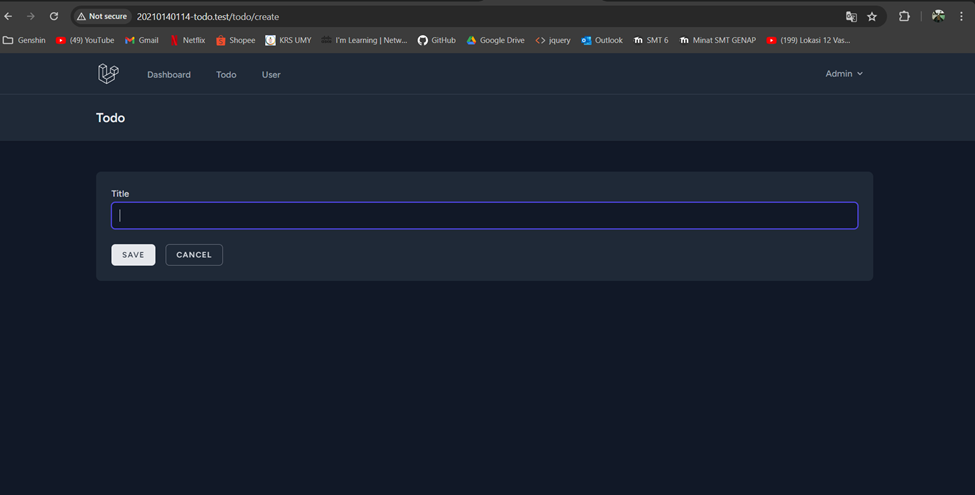 Not secure 20210140114-todo.test/todo/create
Genshin (49) YouTube Gmail Netflix Shopee KRS UMY I'm Learning | Netw... GitHub Google Drive jquery Outlook SMT 6 Minat SMT GENAP (199) Lokasi 12 Vas...
Dashboard Todo User Admin
Todo
Title
SAVE CANCEL